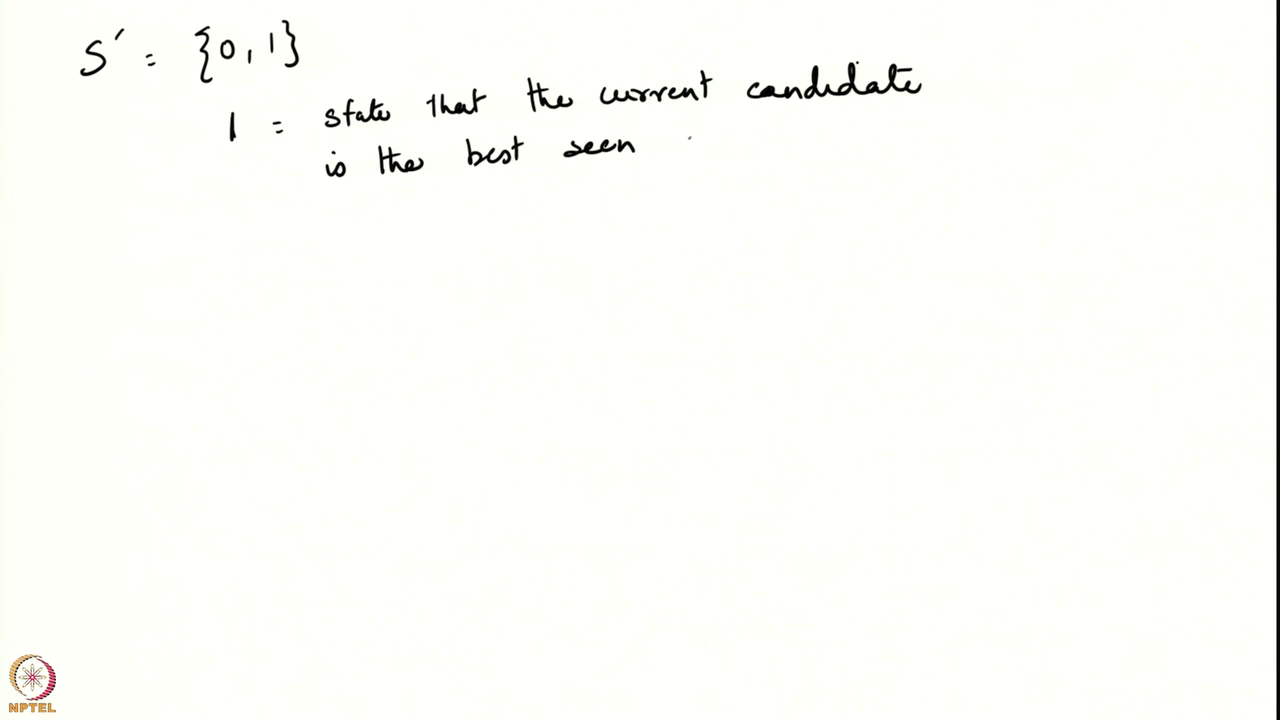 S' = {0, 1}
1 = state that the current candidate
is the best seen
NPTEL